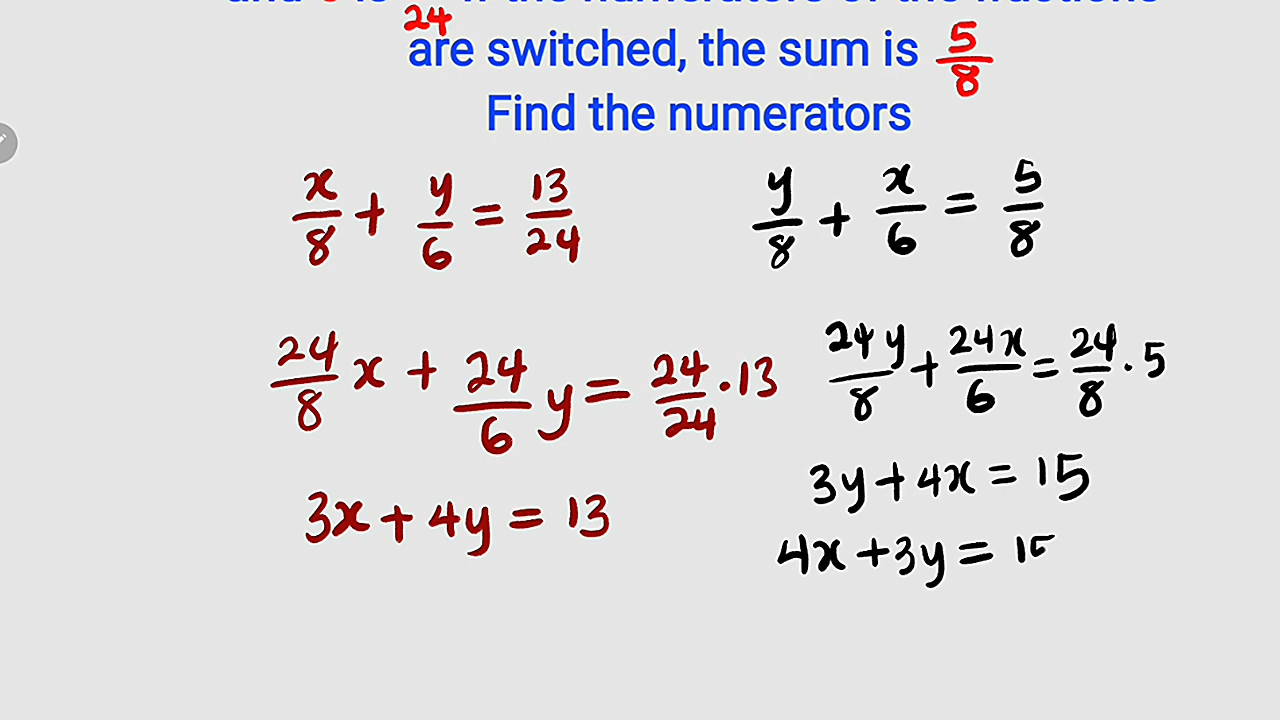 24
are switched, the sum is 5/8
Find the numerators
x/8 + y/6 = 13/24
y/8 + x/6 = 5/8
24/8 x + 24/6 y = 24/24 · 13
24y/8 + 24x/6 = 24/8 · 5
3x + 4y = 13
3y + 4x = 15
4x + 3y = 15